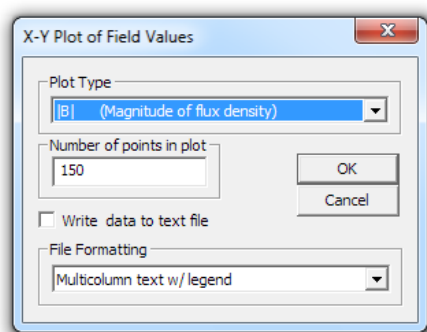 X-Y Plot of Field Values
Plot Type
|B| (Magnitude of flux density)
Number of points in plot
150
OK
Cancel
Write data to text file
File Formatting
Multicolumn text w/ legend